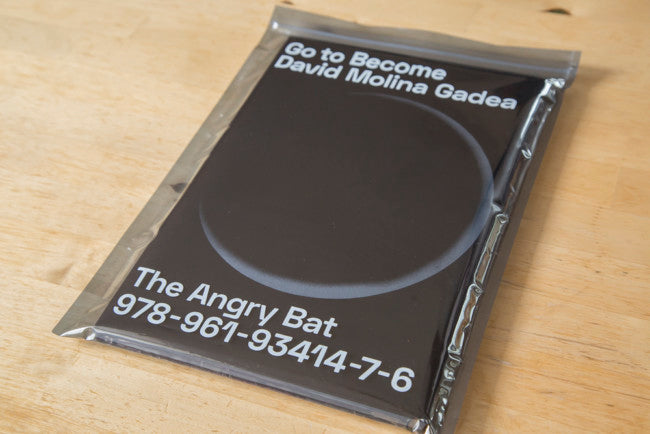 Go to Become
David Molina Gadea
The Angry Bat
978-961-93414-7-6